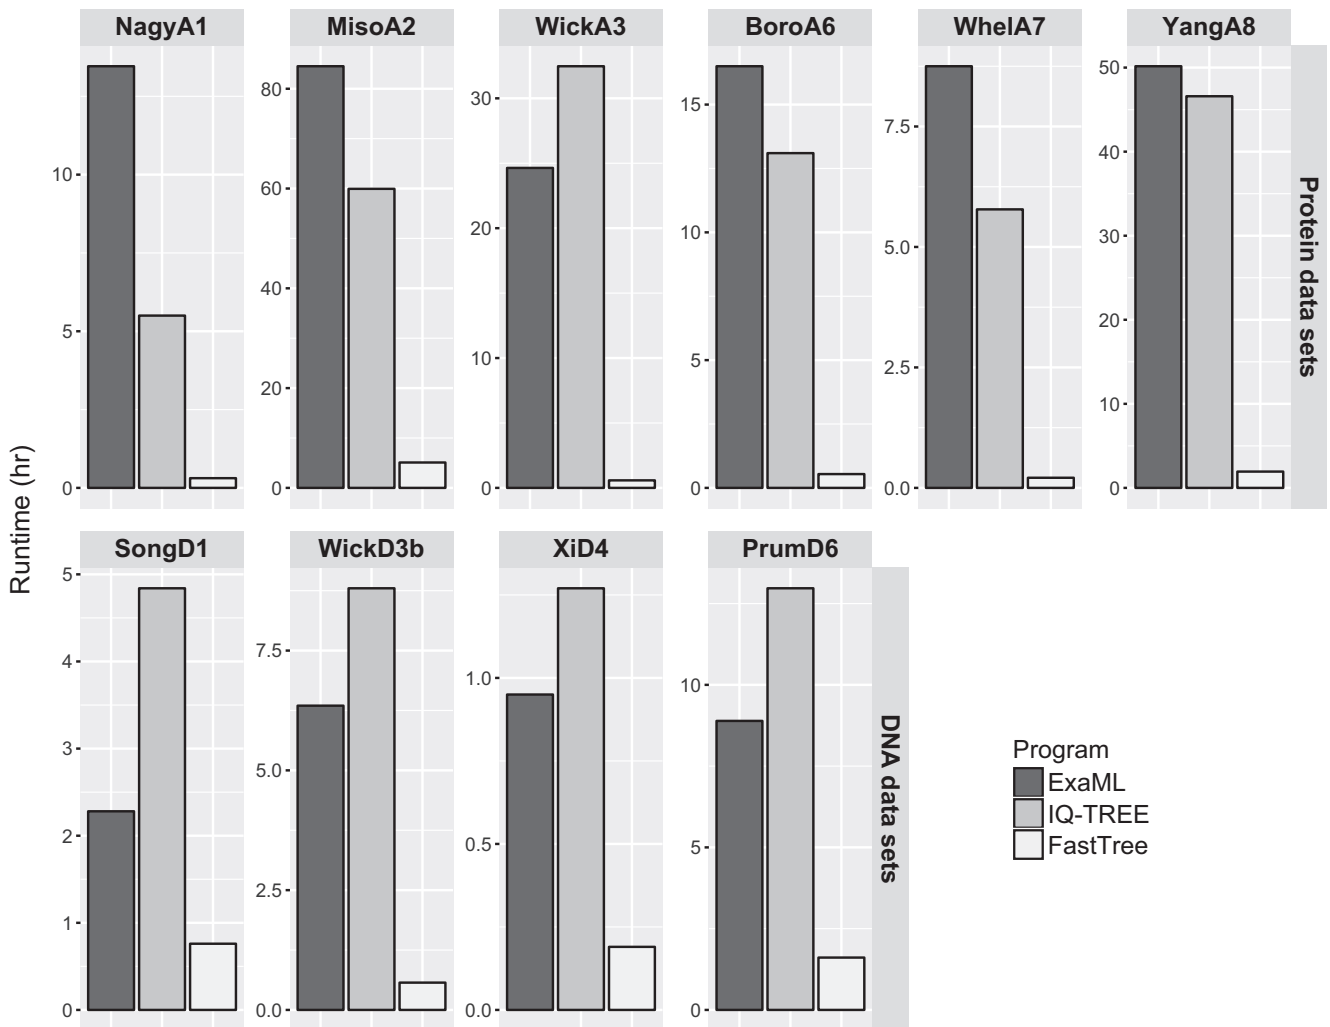 NagyA1
MisoA2
WickA3
BoroA6
WhelA7
YangA8
10
5
0
80
60
40
20
0
30
20
10
0
15
10
5
0
7.5
5.0
2.5
0.0
50
40
30
20
10
0
Protein data sets
Runtime (hr)
SongD1
WickD3b
XiD4
PrumD6
5
4
3
2
1
0
7.5
5.0
2.5
0.0
1.0
0.5
0.0
10
5
0
DNA data sets
Program
ExaML
IQ-TREE
FastTree